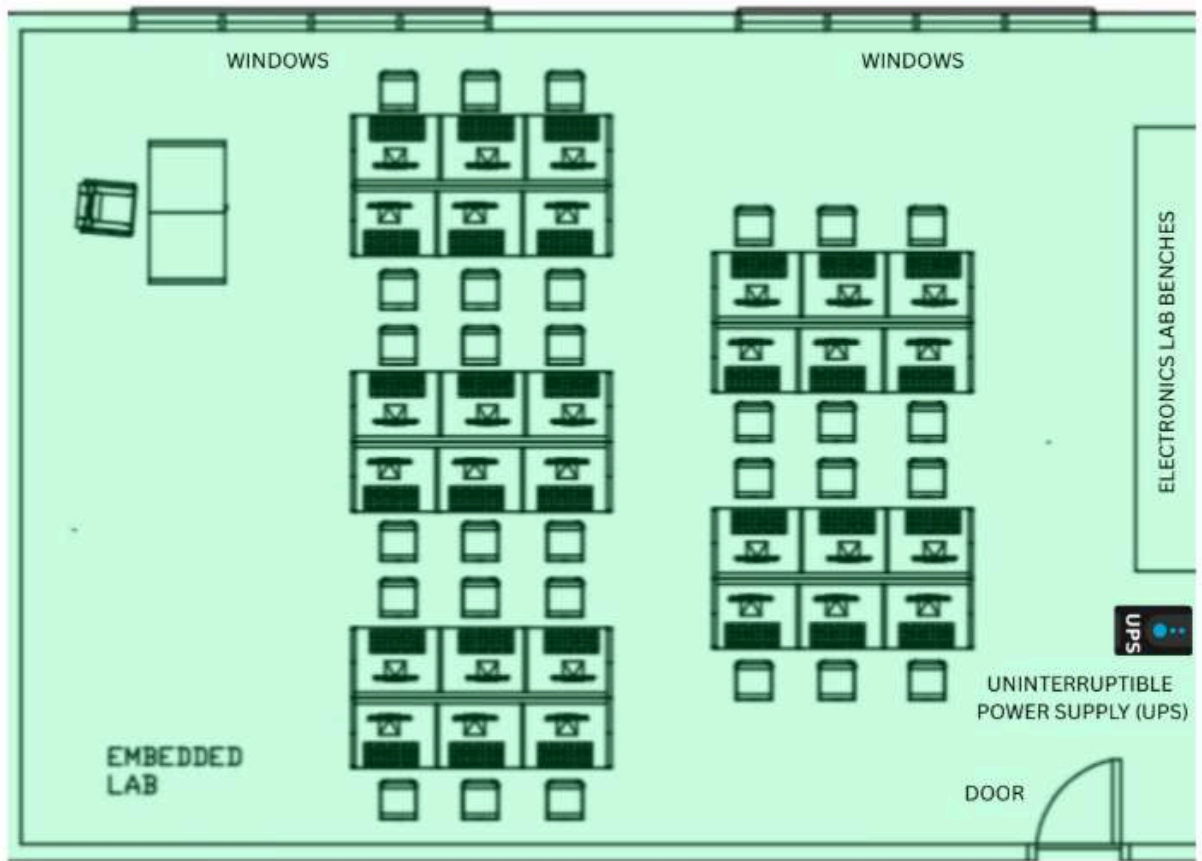 WINDOWS
WINDOWS
ELECTRONICS LAB BENCHES
UPS
UNINTERRUPTIBLE
POWER SUPPLY (UPS)
EMBEDDED
LAB
DOOR